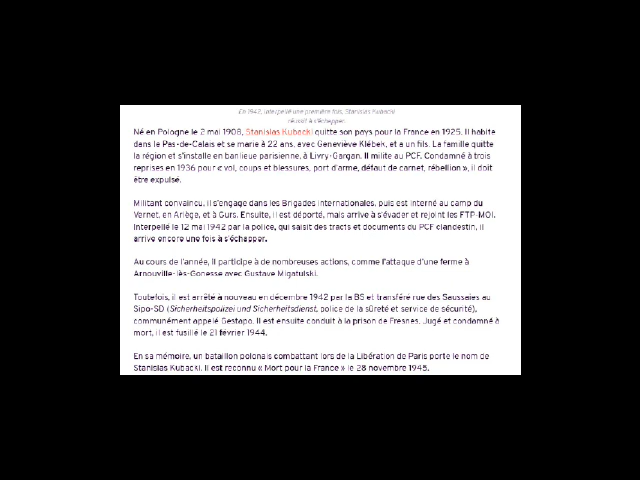 En 1942, interpellé une première fois, Stanislas Kubacki
réussit à s'échapper.
Né en Pologne le 2 mai 1908, Stanislas Kubacki quitte son pays pour la France en 1925. Il habite
dans le Pas-de-Calais et se marie à 22 ans, avec Geneviève Klébek, et a un fils. La famille quitte
la région et s'installe en banlieue parisienne, à Livry-Gargan. Il milite au PCF. Condamné à trois
reprises en 1936 pour « vol, coups et blessures, port d'arme, défaut de carnet, rébellion », il doit
être expulsé.
Militant convaincu, il s'engage dans les Brigades internationales, puis est interné au camp du
Vernet, en Ariège, et à Gurs. Ensuite, il est déporté, mais arrive à s'évader et rejoint les FTP-MOI.
Interpellé le 12 mai 1942 par la police, qui saisit des tracts et documents du PCF clandestin, il
arrive encore une fois à s'échapper.
Au cours de l'année, il participe à de nombreuses actions, comme l'attaque d'une ferme à
Arnouville-lès-Gonesse avec Gustave Migatulski.
Toutefois, il est arrêté à nouveau en décembre 1942 par la BS et transféré rue des Saussaies au
Sipo-SD (Sicherheitspolizei und Sicherheitsdienst, police de la sûreté et service de sécurité),
communément appelé Gestapo. Il est ensuite conduit à la prison de Fresnes. Jugé et condamné à
mort, il est fusillé le 21 février 1944.
En sa mémoire, un bataillon polonais combattant lors de la Libération de Paris porte le nom de
Stanislas Kubacki. Il est reconnu « Mort pour la France » le 28 novembre 1945.